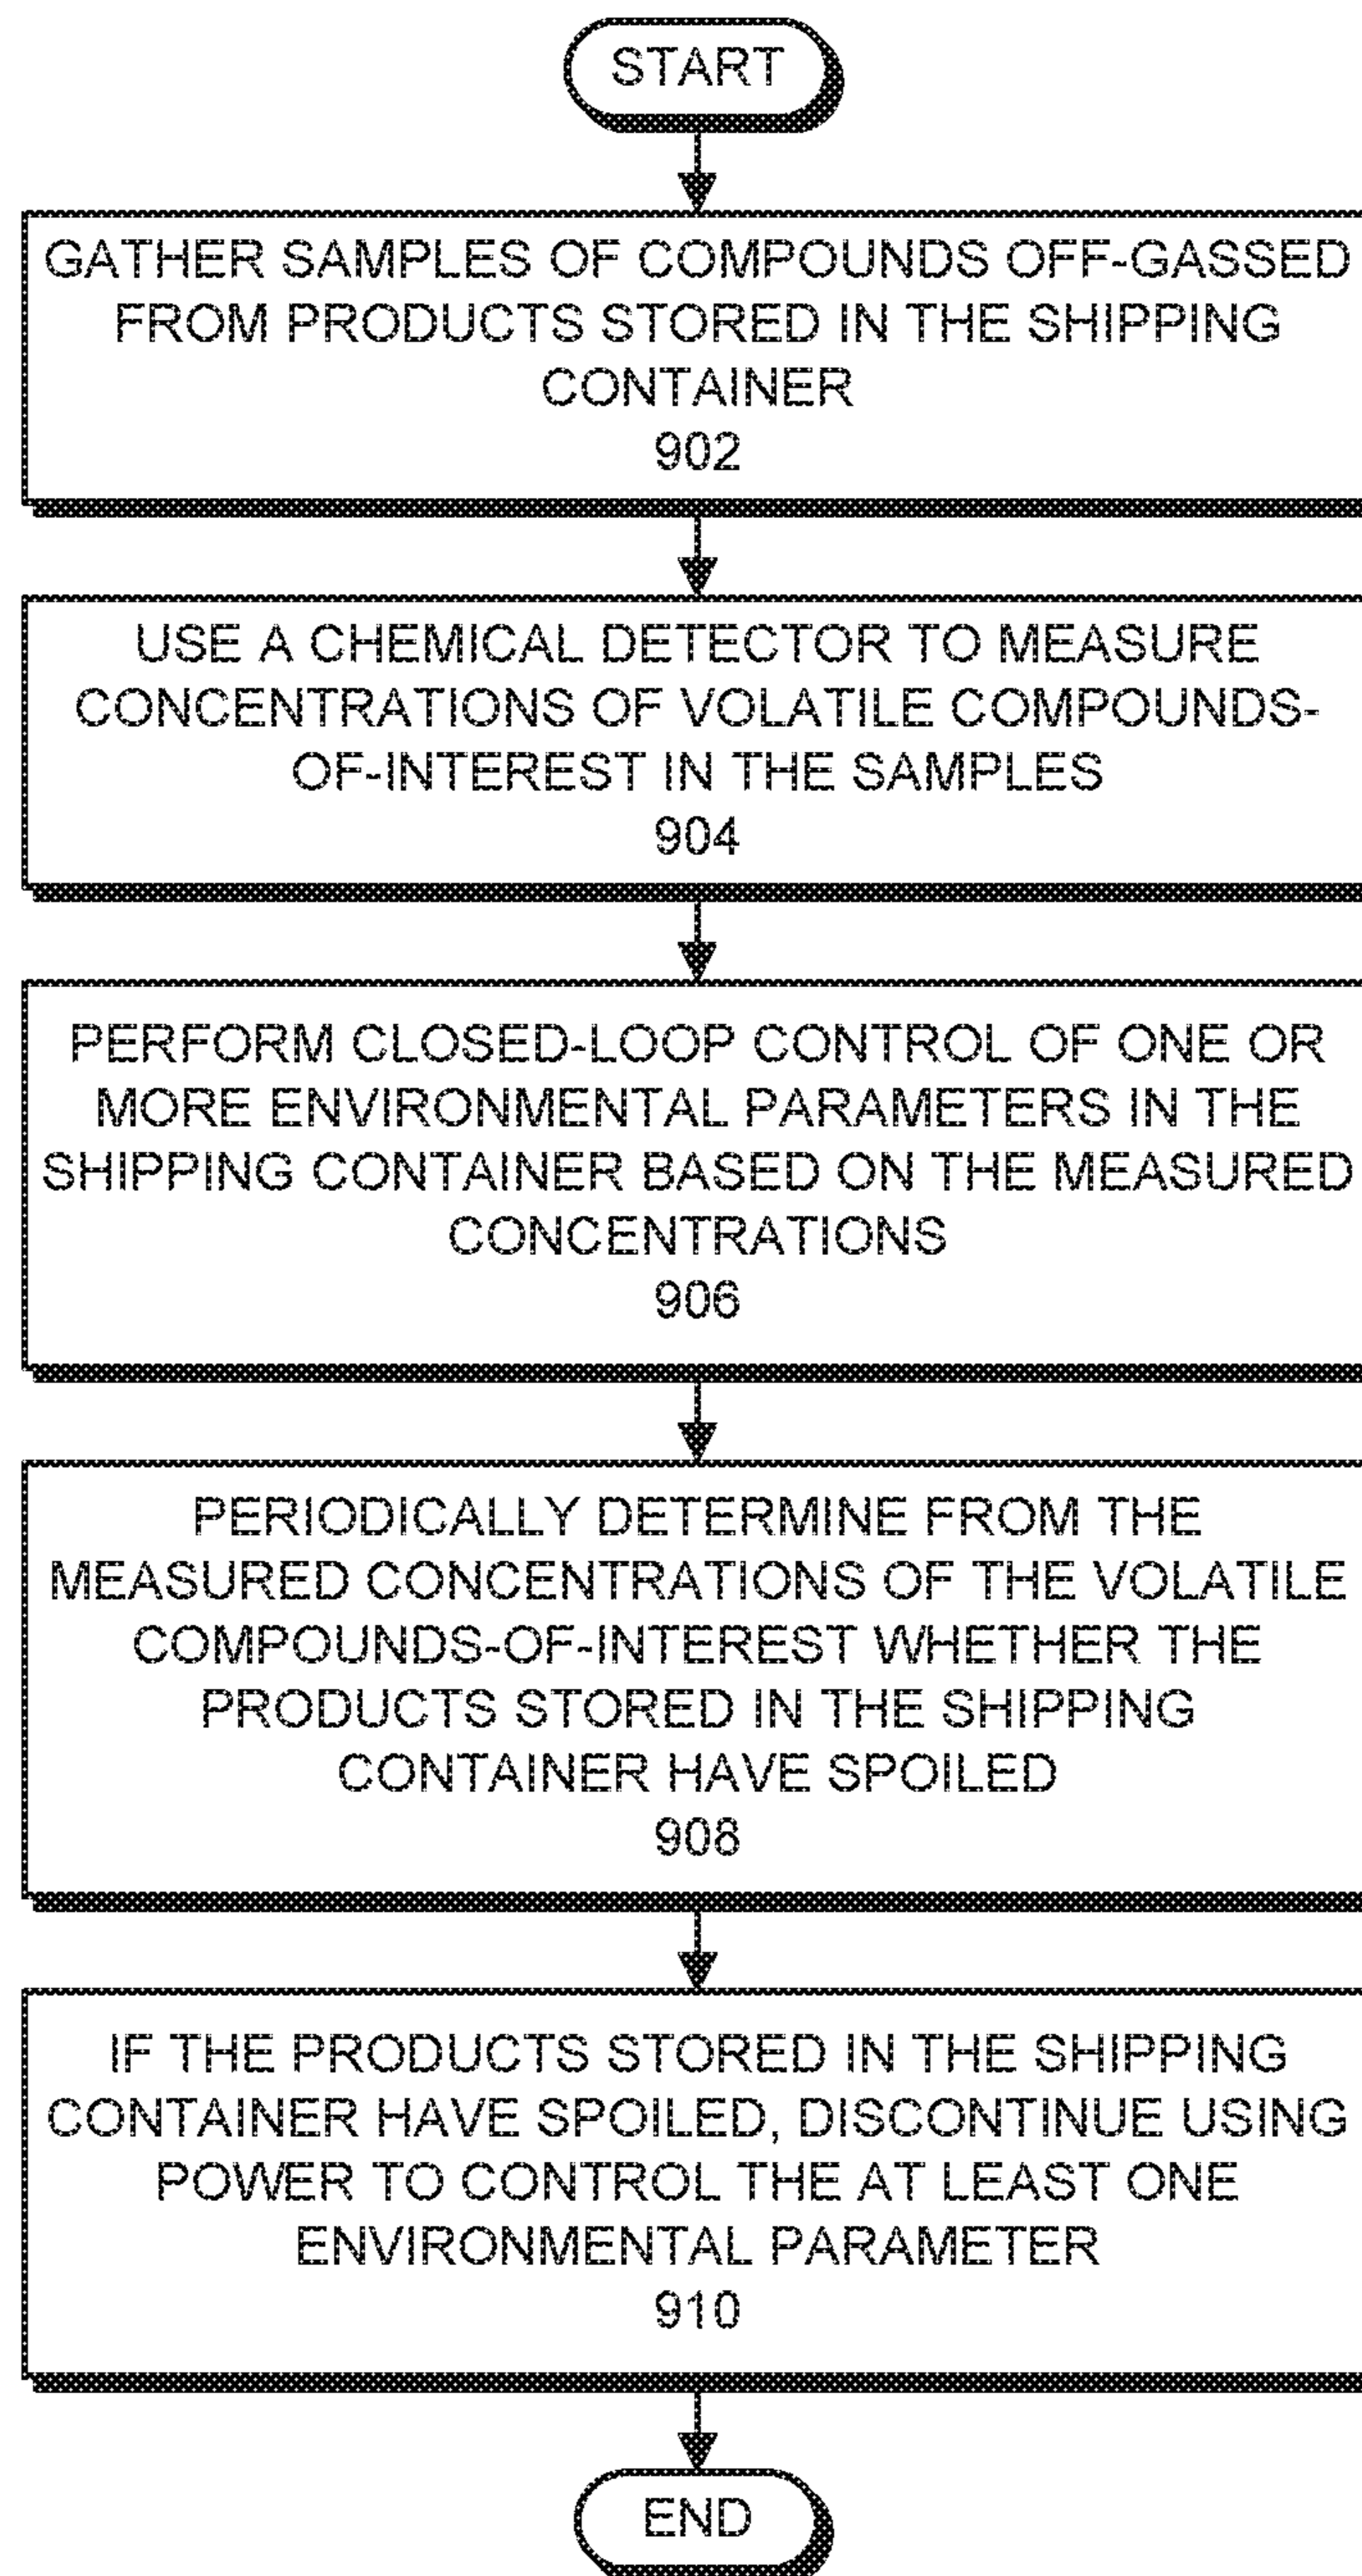 START
GATHER SAMPLES OF COMPOUNDS OFF-GASSED
FROM PRODUCTS STORED IN THE SHIPPING
CONTAINER
902
USE A CHEMICAL DETECTOR TO MEASURE
CONCENTRATIONS OF VOLATILE COMPOUNDS-
OF-INTEREST IN THE SAMPLES
904
PERFORM CLOSED-LOOP CONTROL OF ONE OR
MORE ENVIRONMENTAL PARAMETERS IN THE
SHIPPING CONTAINER BASED ON THE MEASURED
CONCENTRATIONS
906
PERIODICALLY DETERMINE FROM THE
MEASURED CONCENTRATIONS OF THE VOLATILE
COMPOUNDS-OF-INTEREST WHETHER THE
PRODUCTS STORED IN THE SHIPPING
CONTAINER HAVE SPOILED
908
IF THE PRODUCTS STORED IN THE SHIPPING
CONTAINER HAVE SPOILED, DISCONTINUE USING
POWER TO CONTROL THE AT LEAST ONE
ENVIRONMENTAL PARAMETER
910
END